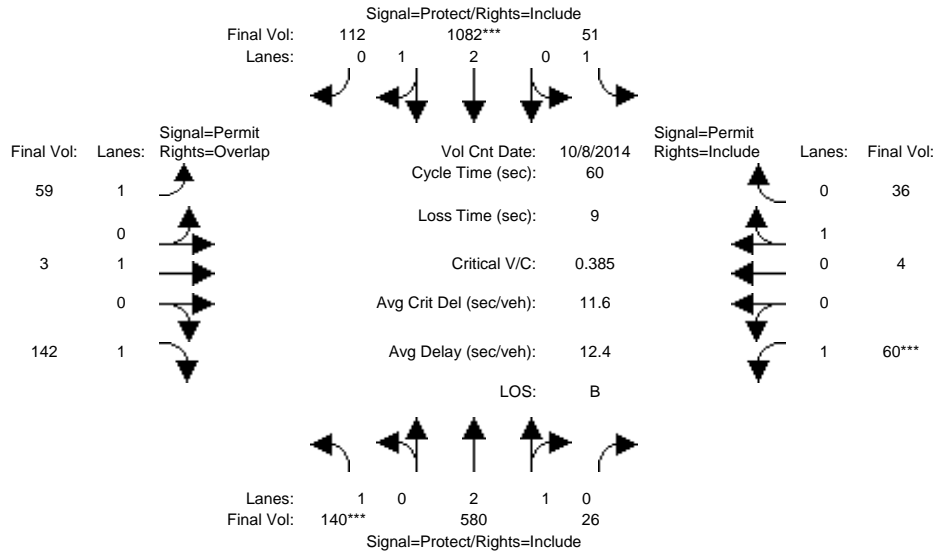 Signal=Protect/Rights=Include
Final Vol: 112 1082*** 51
Lanes: 0 1 2 0 1
Signal=Permit
Final Vol: Lanes: Rights=Overlap
Vol Cnt Date: 10/8/2014
Signal=Permit
Rights=Include Lanes: Final Vol:
Cycle Time (sec): 60
59 1
0 36
Loss Time (sec): 9
0
1
3 1
Critical V/C: 0.385
0 4
0
Avg Crit Del (sec/veh): 11.6
0
142 1
Avg Delay (sec/veh): 12.4
1 60***
LOS: B
Lanes: 1 0 2 1 0
Final Vol: 140*** 580 26
Signal=Protect/Rights=Include